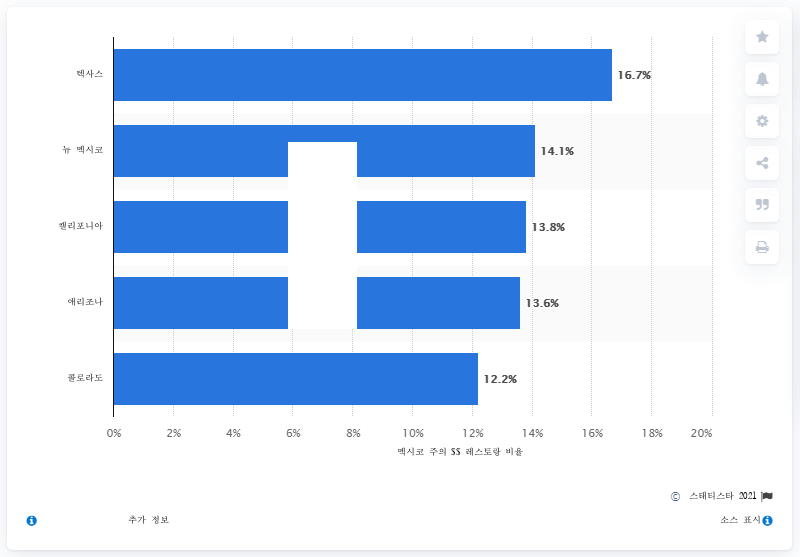 텍사스
16.7%
뉴 멕시코
14.1%
캘리포니아
13.8%
애리조나
13.6%
콜로라도
12.2%
0% 2% 4% 6% 8% 10% 12% 14% 16% 18% 20%
멕시코 주의 SS 레스토랑 비율
© 스태티스타 2021
추가 정보
소스 표시